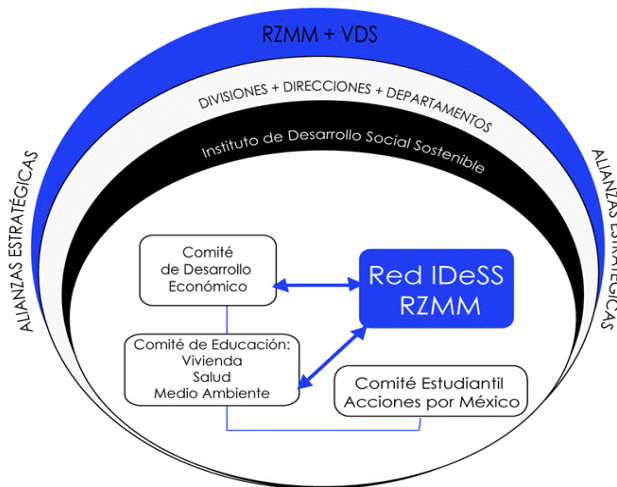 RZMM + VDS
DIVISIONES + DIRECCIONES + DEPARTAMENTOS
Instituto de Desarrollo Social Sostenible
ALIANZAS ESTRATÉGICAS
ALIANZAS ESTRATÉGICAS
Comité
de Desarrollo
Económico
Red IDeSS
RZMM
Comité de Educación:
Vivienda
Salud
Medio Ambiente
Comité Estudiantil
Acciones por México